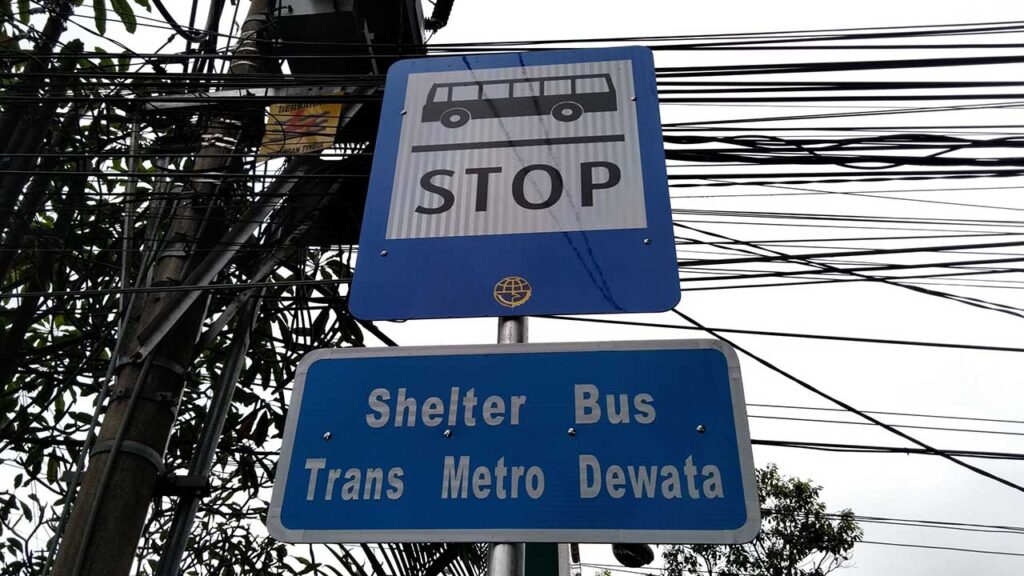 STOP
Shelter Bus
Trans Metro Dewata